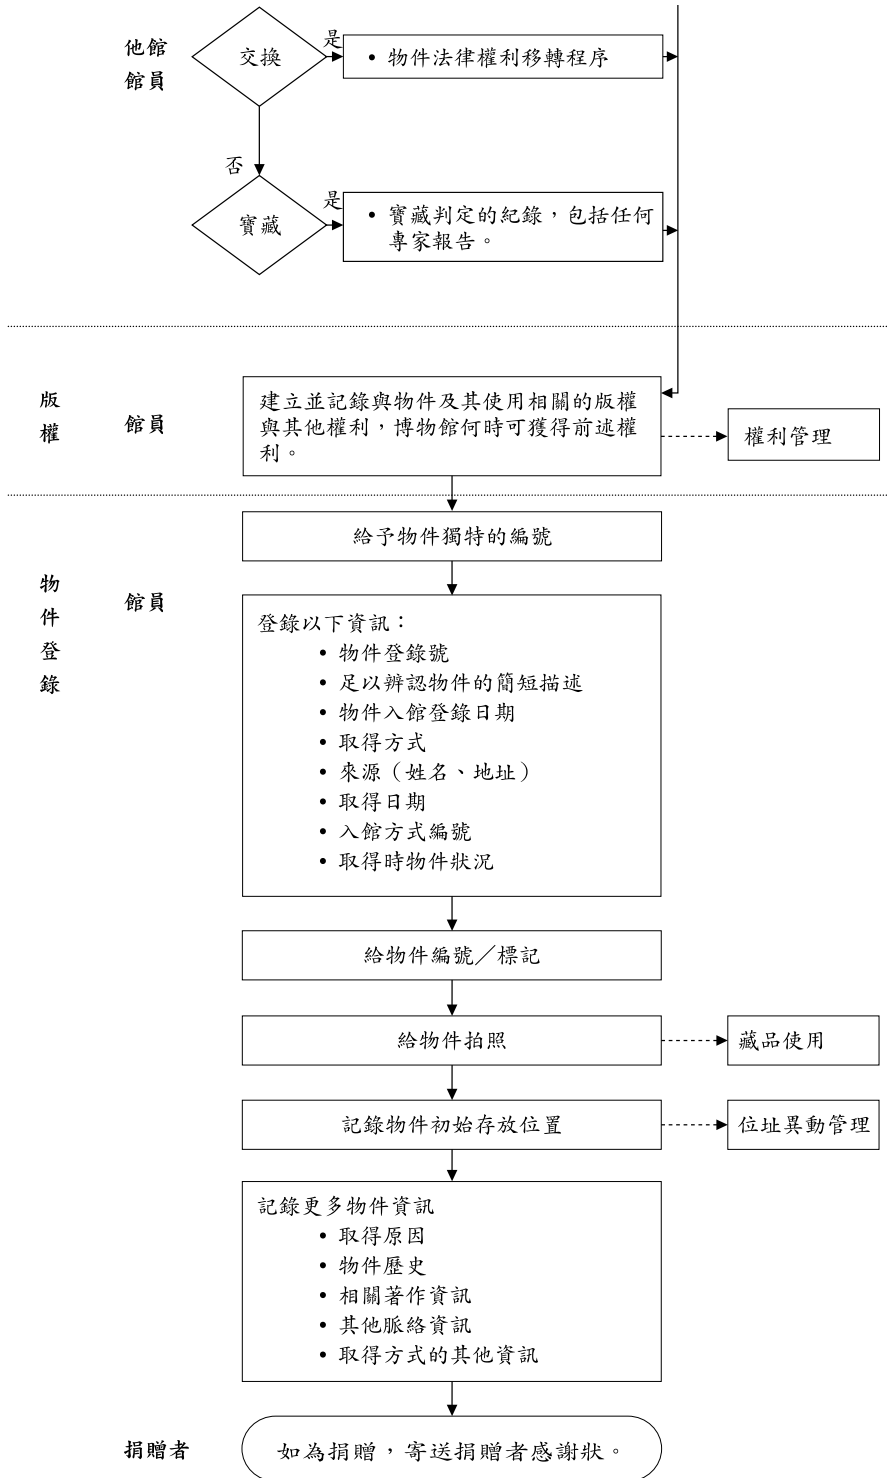 他館
館員
交換
是
• 物件法律權利移轉程序
否
寶藏
是
• 寶藏判定的紀錄，包括任何
專家報告。
版
權
館員
建立並記錄與物件及其使用相關的版權
與其他權利，博物館何時可獲得前述權
利。
權利管理
給予物件獨特的編號
物
件
登
錄
館員
登錄以下資訊：
• 物件登錄號
• 足以辨認物件的簡短描述
• 物件入館登錄日期
• 取得方式
• 來源（姓名、地址）
• 取得日期
• 入館方式編號
• 取得時物件狀況
給物件編號／標記
給物件拍照
藏品使用
記錄物件初始存放位置
位址異動管理
記錄更多物件資訊
• 取得原因
• 物件歷史
• 相關著作資訊
• 其他脈絡資訊
• 取得方式的其他資訊
捐贈者
如為捐贈，寄送捐贈者感謝狀。